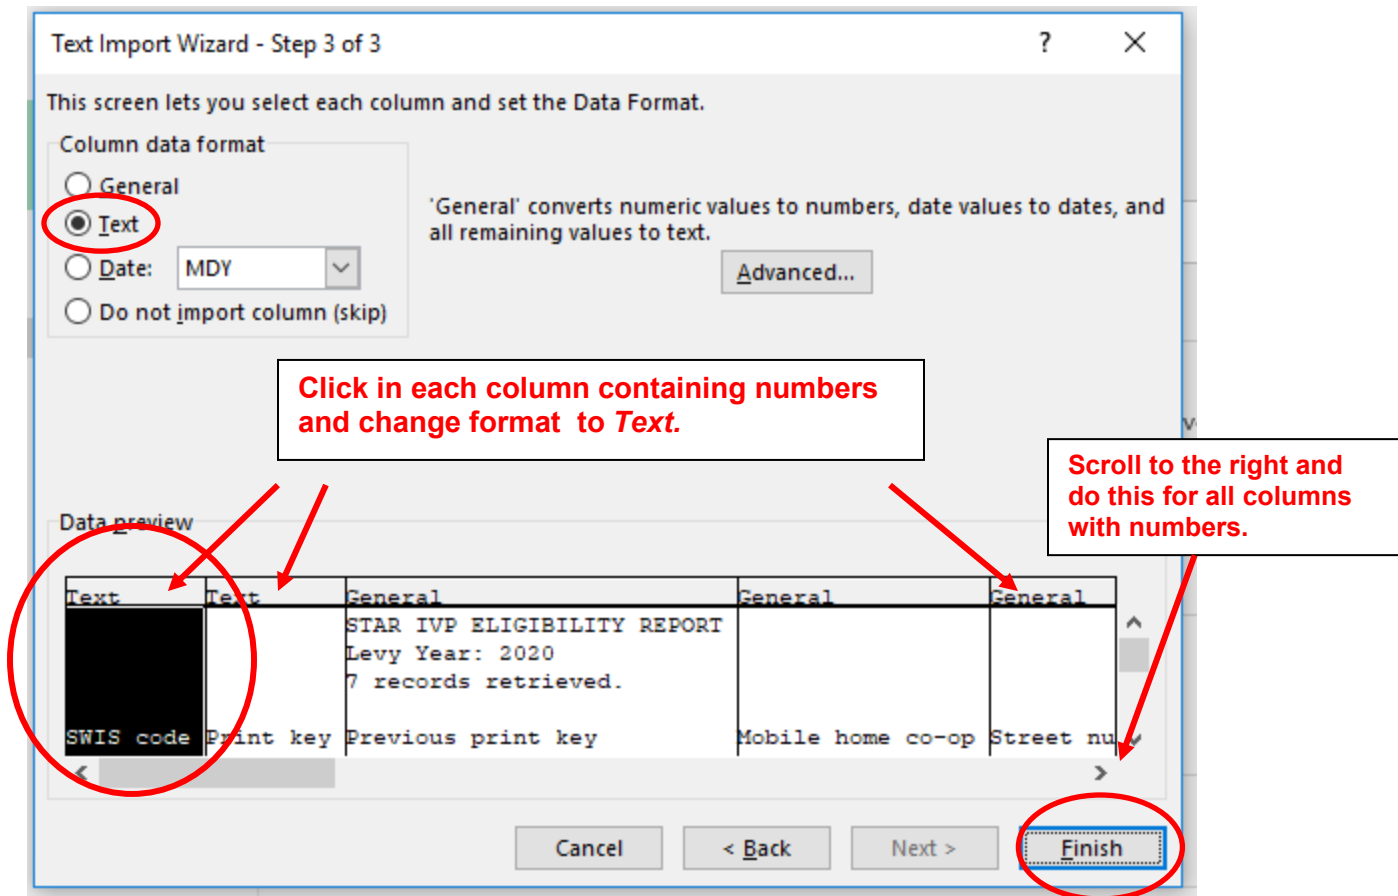 Text Import Wizard - Step 3 of 3
?
This screen lets you select each column and set the Data Format.
Column data format
General
Text
Date: MDY
Do not import column (skip)
'General' converts numeric values to numbers, date values to dates, and
all remaining values to text.
Advanced...
Click in each column containing numbers
and change format to Text.
Scroll to the right and
do this for all columns
with numbers.
Data preview
Text Text General General General
STAR IVP ELIGIBILITY REPORT
Levy Year: 2020
7 records retrieved.
SWIS code Print key Previous print key Mobile home co-op Street nu
Cancel < Back Next > Finish